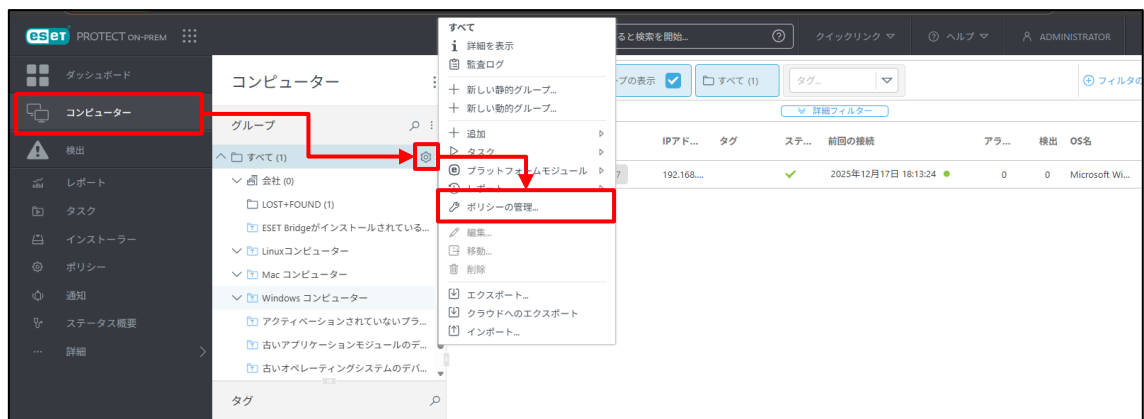 eset PROTECT ON-PREM
ると検索を開始...
クイックリンク
ヘルプ
ADMINISTRATOR
ダッシュボード
コンピューター
検出
レポート
タスク
インストーラー
ポリシー
通知
ステータス概要
詳細
コンピューター
グループ
すべて (1)
会社 (0)
LOST+FOUND (1)
ESET Bridgeがインストールされている...
Linuxコンピューター
Mac コンピューター
Windows コンピューター
アクティベーションされていないプラ...
古いアプリケーションモジュールのデ...
古いオペレーティングシステムのデバ...
タグ
すべて
詳細を表示
監査ログ
新しい静的グループ...
新しい動的グループ...
追加
タスク
プラットフォームモジュール
レポート
ポリシーの管理...
編集...
移動...
削除
エクスポート...
クラウドへのエクスポート
インポート...
プの表示
すべて (1)
タグ...
フィルタの
詳細フィルター
IPアド... タグ ステ... 前回の接続 アラ... 検出 OS名
7 192.168.... 2025年12月17日 18:13:24 0 0 Microsoft Wi...